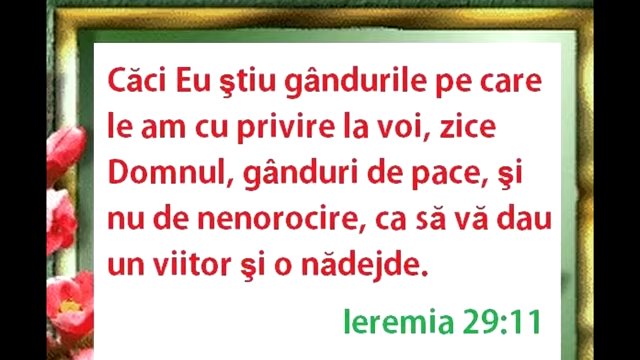 Căci Eu ştiu gândurile pe care
le am cu privire la voi, zice
Domnul, gânduri de pace, şi
nu de nenorocire, ca să vă dau
un viitor şi o nădejde.
Ieremia 29:11